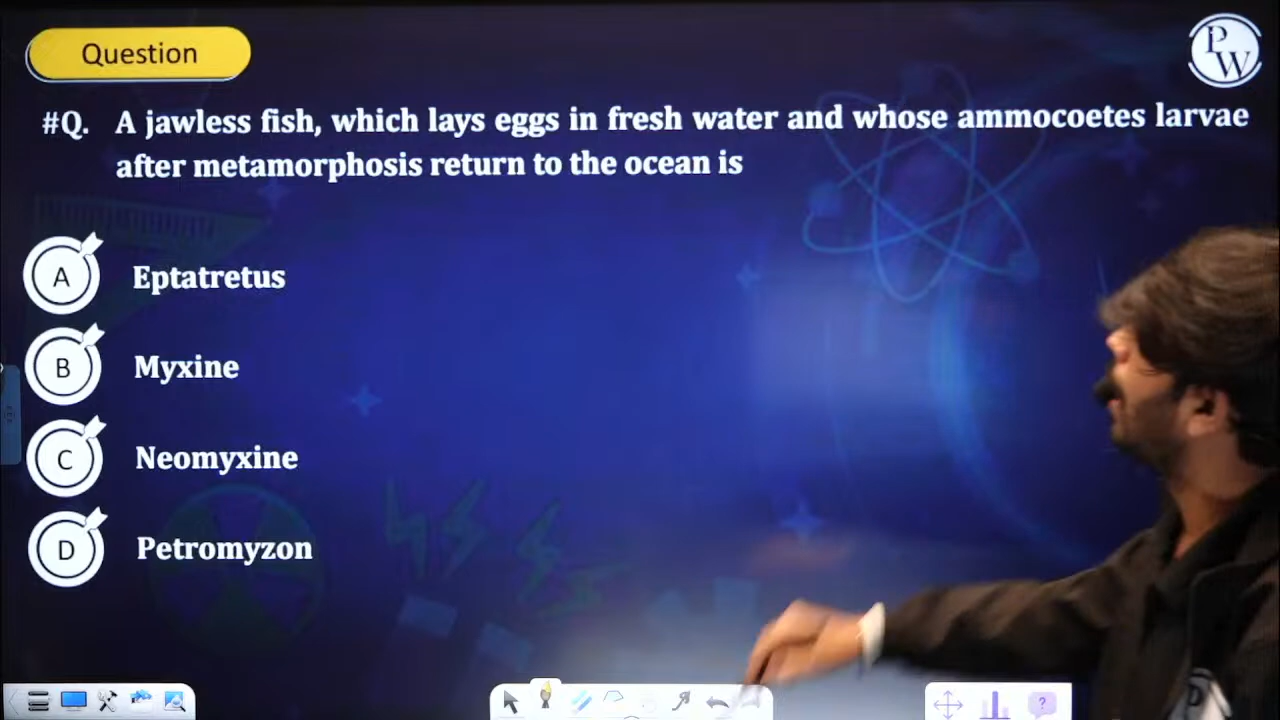 Question
PW
#Q. A jawless fish, which lays eggs in fresh water and whose ammocoetes larvae
after metamorphosis return to the ocean is
A Eptatretus
B Myxine
C Neomyxine
D Petromyzon
?